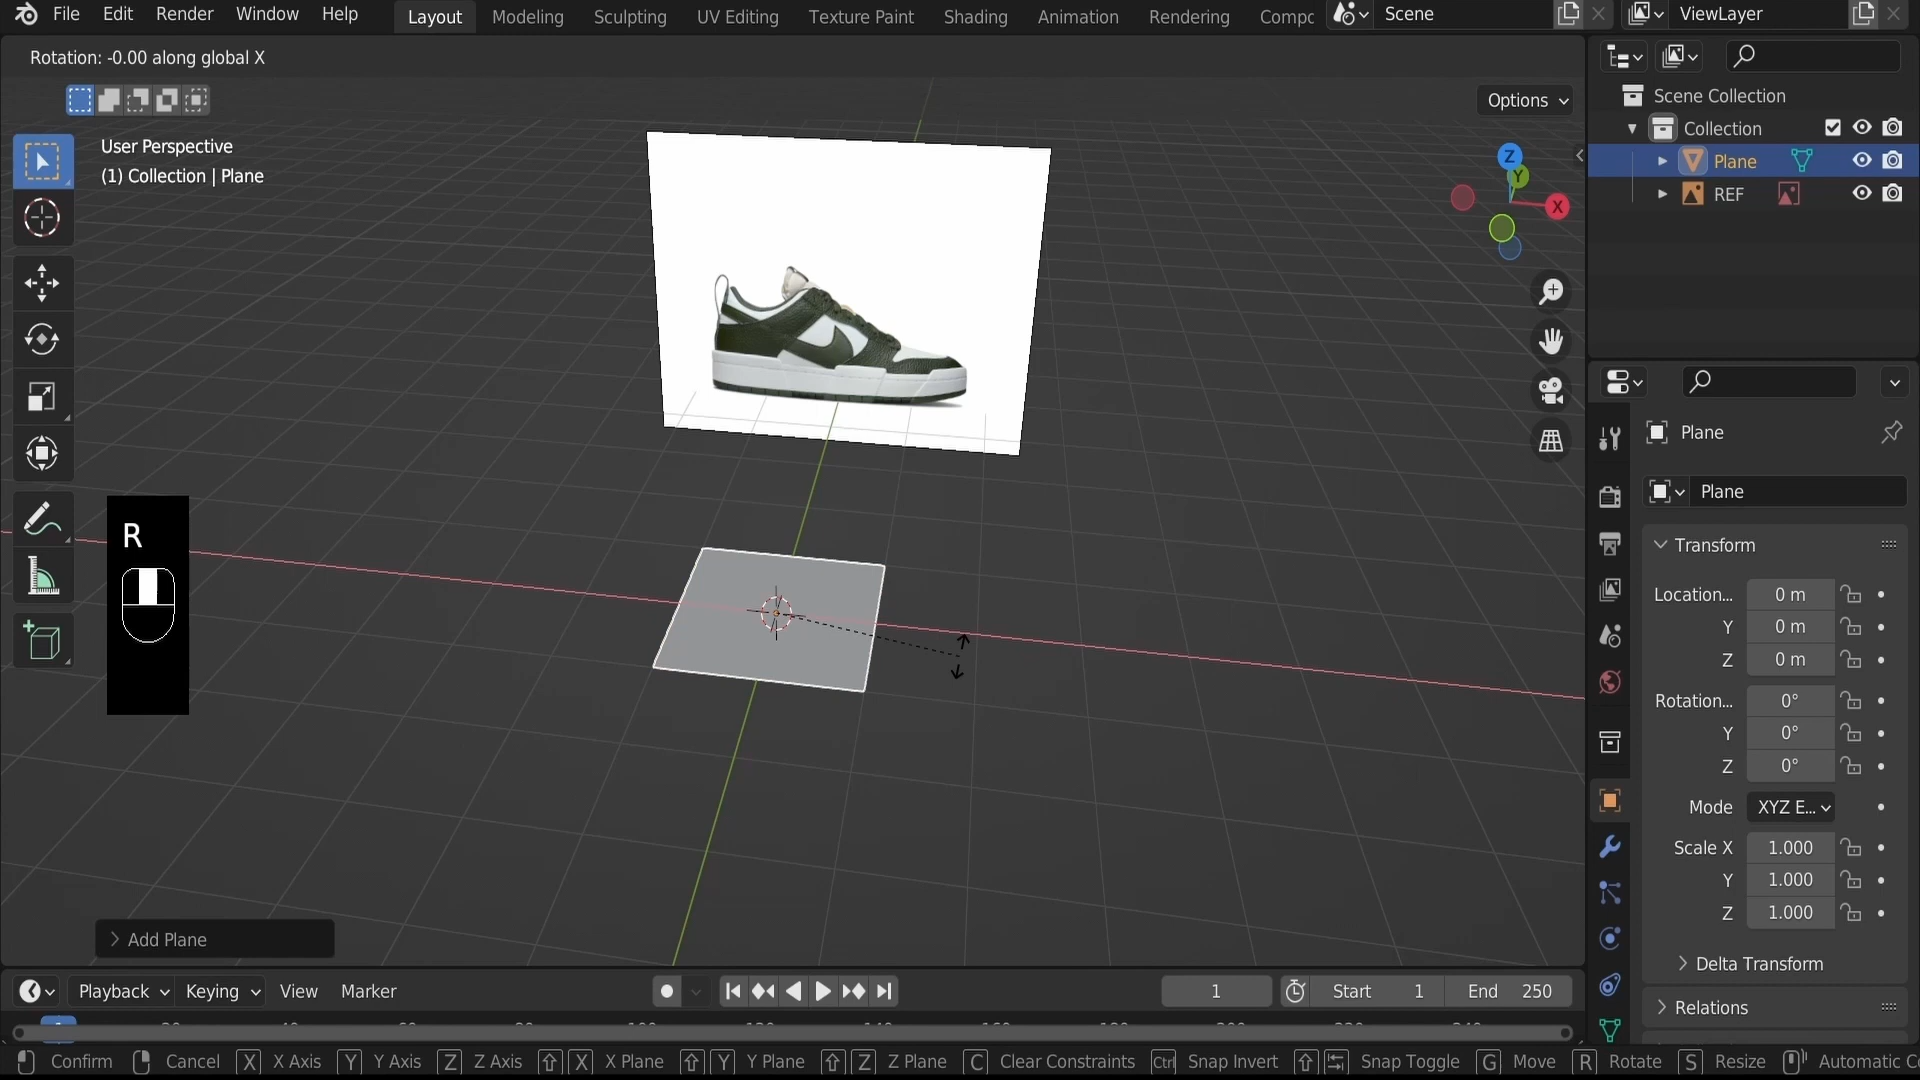 File Edit Render Window Help Layout Modeling Sculpting UV Editing Texture Paint Shading Animation Rendering Compc Scene ViewLayer
Rotation: -0.00 along global X
Options
User Perspective
(1) Collection | Plane
Z
Y
X
Scene Collection
Collection
Plane
REF
R
Plane
Plane
Transform
Location... 0 m
Y 0 m
Z 0 m
Rotation... 0°
Y 0°
Z 0°
Mode XYZ E...
Scale X 1.000
Y 1.000
Z 1.000
Delta Transform
Relations
Add Plane
Playback Keying View Marker 1 Start 1 End 250
Confirm Cancel X X Axis Y Y Axis Z Z Axis X X Plane Y Y Plane Z Z Plane C Clear Constraints Ctrl Snap Invert Snap Toggle G Move R Rotate S Resize Automatic Co